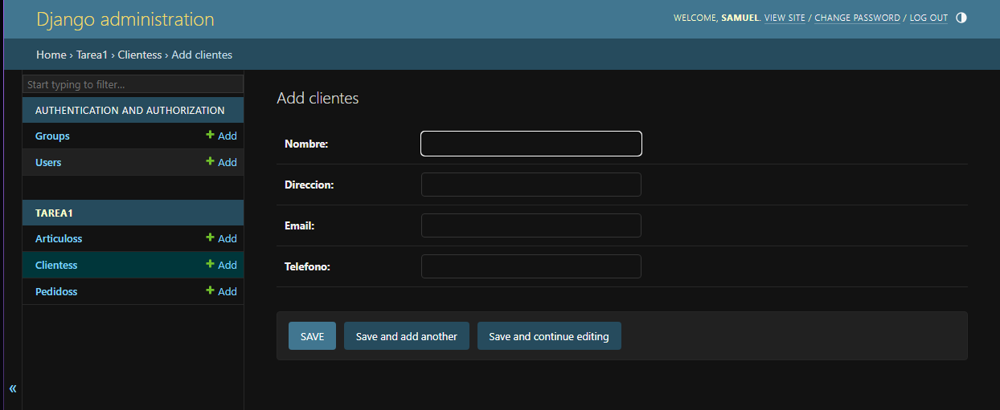 Django administration
WELCOME, SAMUEL. VIEW SITE / CHANGE PASSWORD / LOG OUT
Home › Tarea1 › Clientess › Add clientes
Start typing to filter...
AUTHENTICATION AND AUTHORIZATION
Groups + Add
Users + Add
TAREA1
Articuloss + Add
Clientess + Add
Pedidoss + Add
«
Add clientes
Nombre:
Direccion:
Email:
Telefono:
SAVE Save and add another Save and continue editing